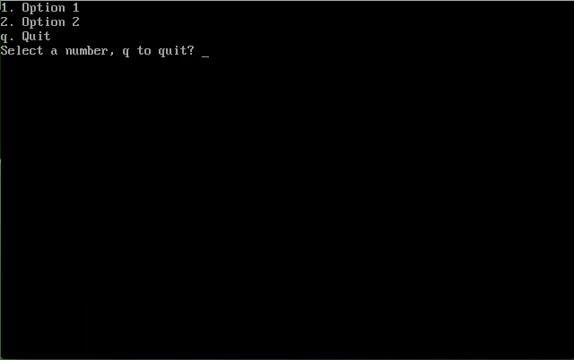 1. Option 1
2. Option 2
q. Quit
Select a number, q to quit? _